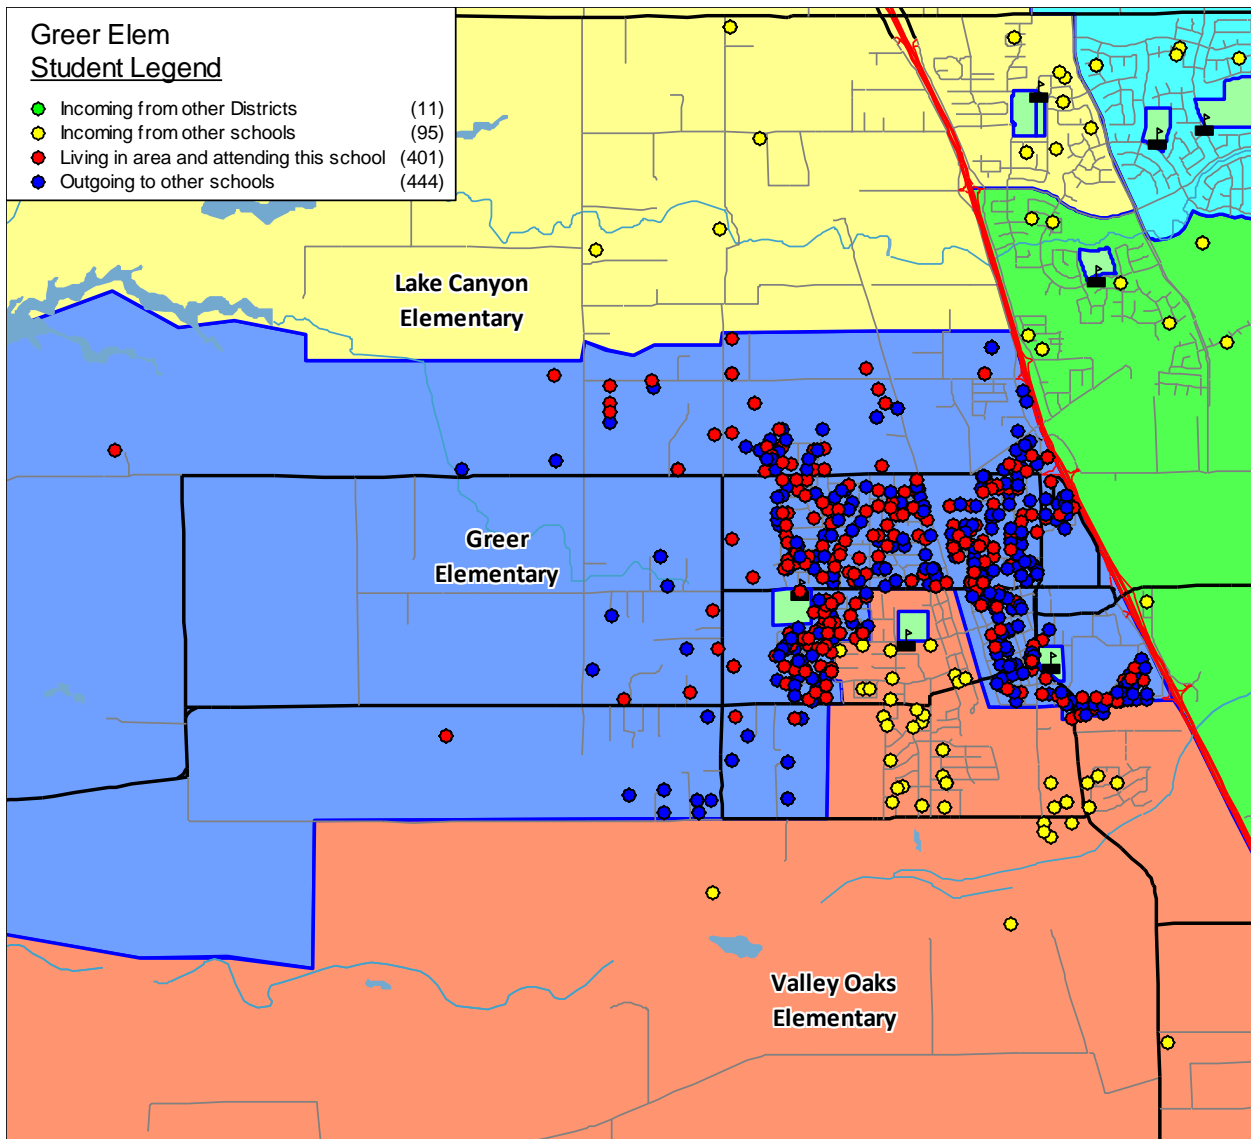 Greer Elem
Student Legend
Incoming from other Districts (11)
Incoming from other schools (95)
Living in area and attending this school (401)
Outgoing to other schools (444)
Lake Canyon
Elementary
Greer
Elementary
Valley Oaks
Elementary